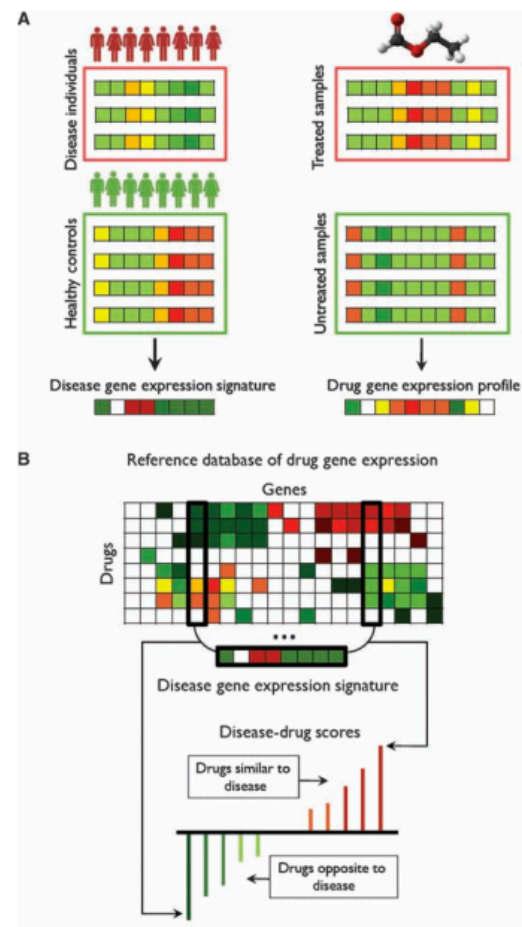 A
Disease individuals
Treated samples
Healthy controls
Untreated samples
Disease gene expression signature
Drug gene expression profile
B
Reference database of drug gene expression
Genes
Drugs
...
Disease gene expression signature
Disease-drug scores
Drugs similar to
disease
Drugs opposite to
disease